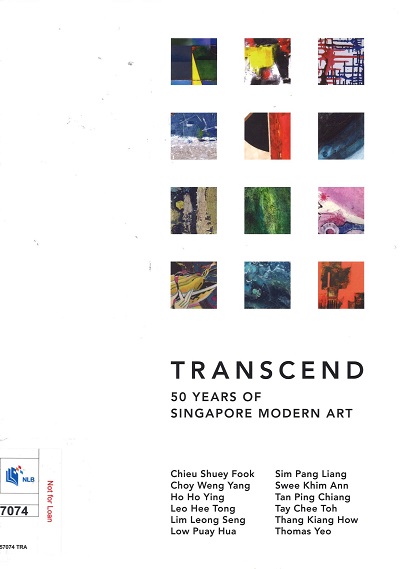 TRANSCEND
50 YEARS OF
SINGAPORE MODERN ART
Chieu Shuey Fook
Choy Weng Yang
Ho Ho Ying
Leo Hee Tong
Lim Leong Seng
Low Puay Hua
Sim Pang Liang
Swee Khim Ann
Tan Ping Chiang
Tay Chee Toh
Thang Kiang How
Thomas Yeo
NLB
Not for Loan
7074
57074 TRA